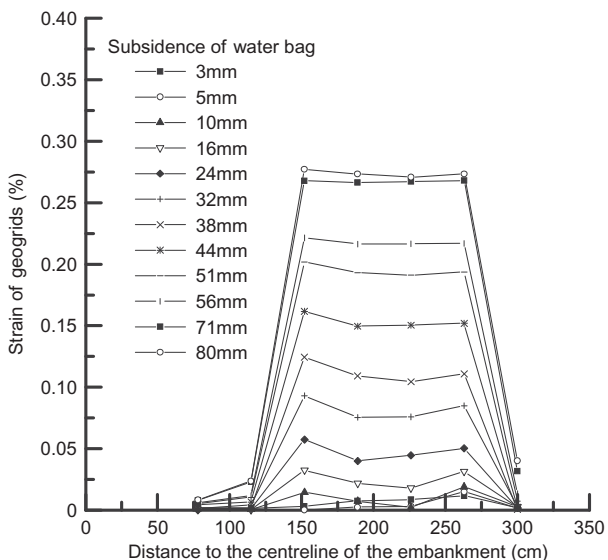 0.40
0.35
0.30
0.25
0.20
0.15
0.10
0.05
0
Strain of geogrids (%)
Subsidence of water bag
3mm
5mm
10mm
16mm
24mm
32mm
38mm
44mm
51mm
56mm
71mm
80mm
0 50 100 150 200 250 300 350
Distance to the centreline of the embankment (cm)